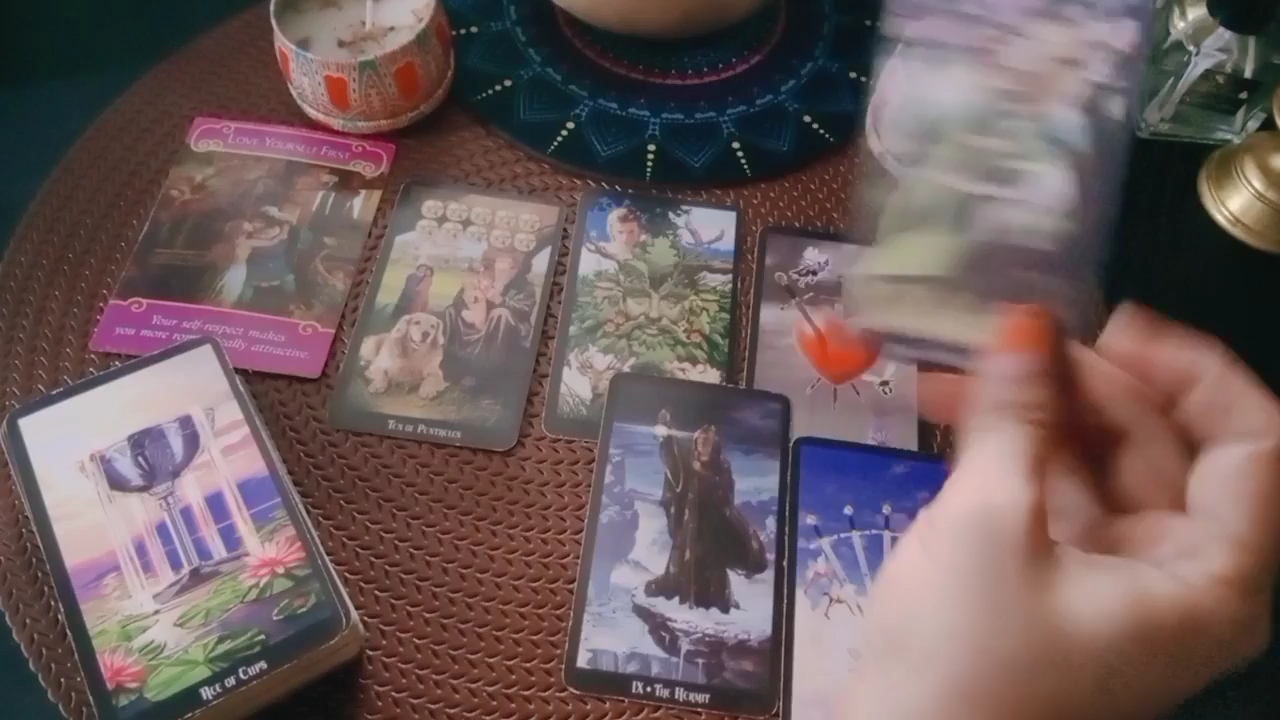 LOVE YOURSELF FIRST
Your self-respect makes
you more romantically attractive.
TEN OF PENTACLES
ACE OF CUPS
IX • THE HERMIT